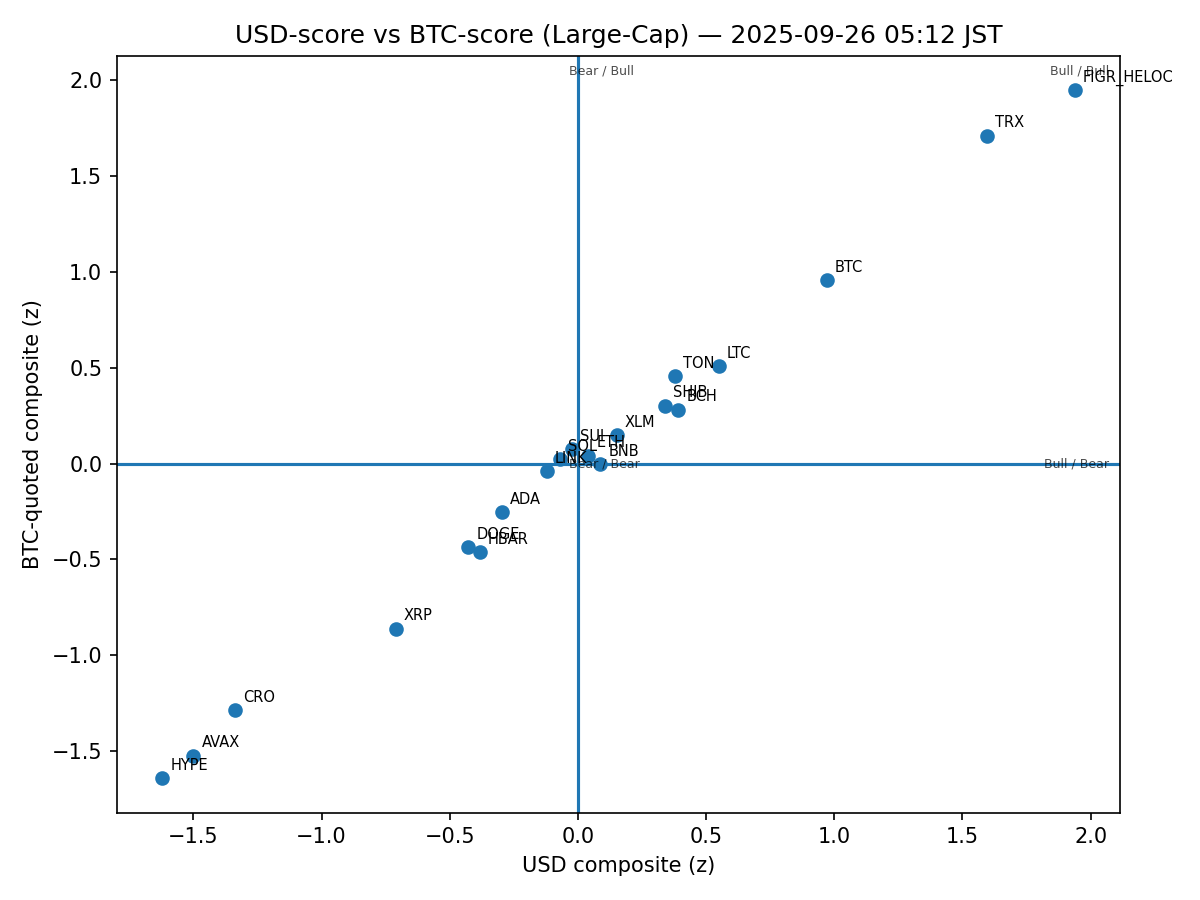 USD-score vs BTC-score (Large-Cap) — 2025-09-26 05:12 JST
Bear / Bull
Bull / Bull
FIGR_HELOC
TRX
BTC
LTC
TON
SHIB
BCH
XLM
SUI
ETH
SOL
BNB
LINK
Bear / Bear
Bull / Bear
ADA
DOGE
HBAR
XRP
CRO
AVAX
HYPE
2.0
1.5
1.0
0.5
0.0
−0.5
−1.0
−1.5
BTC-quoted composite (z)
−1.5
−1.0
−0.5
0.0
0.5
1.0
1.5
2.0
USD composite (z)